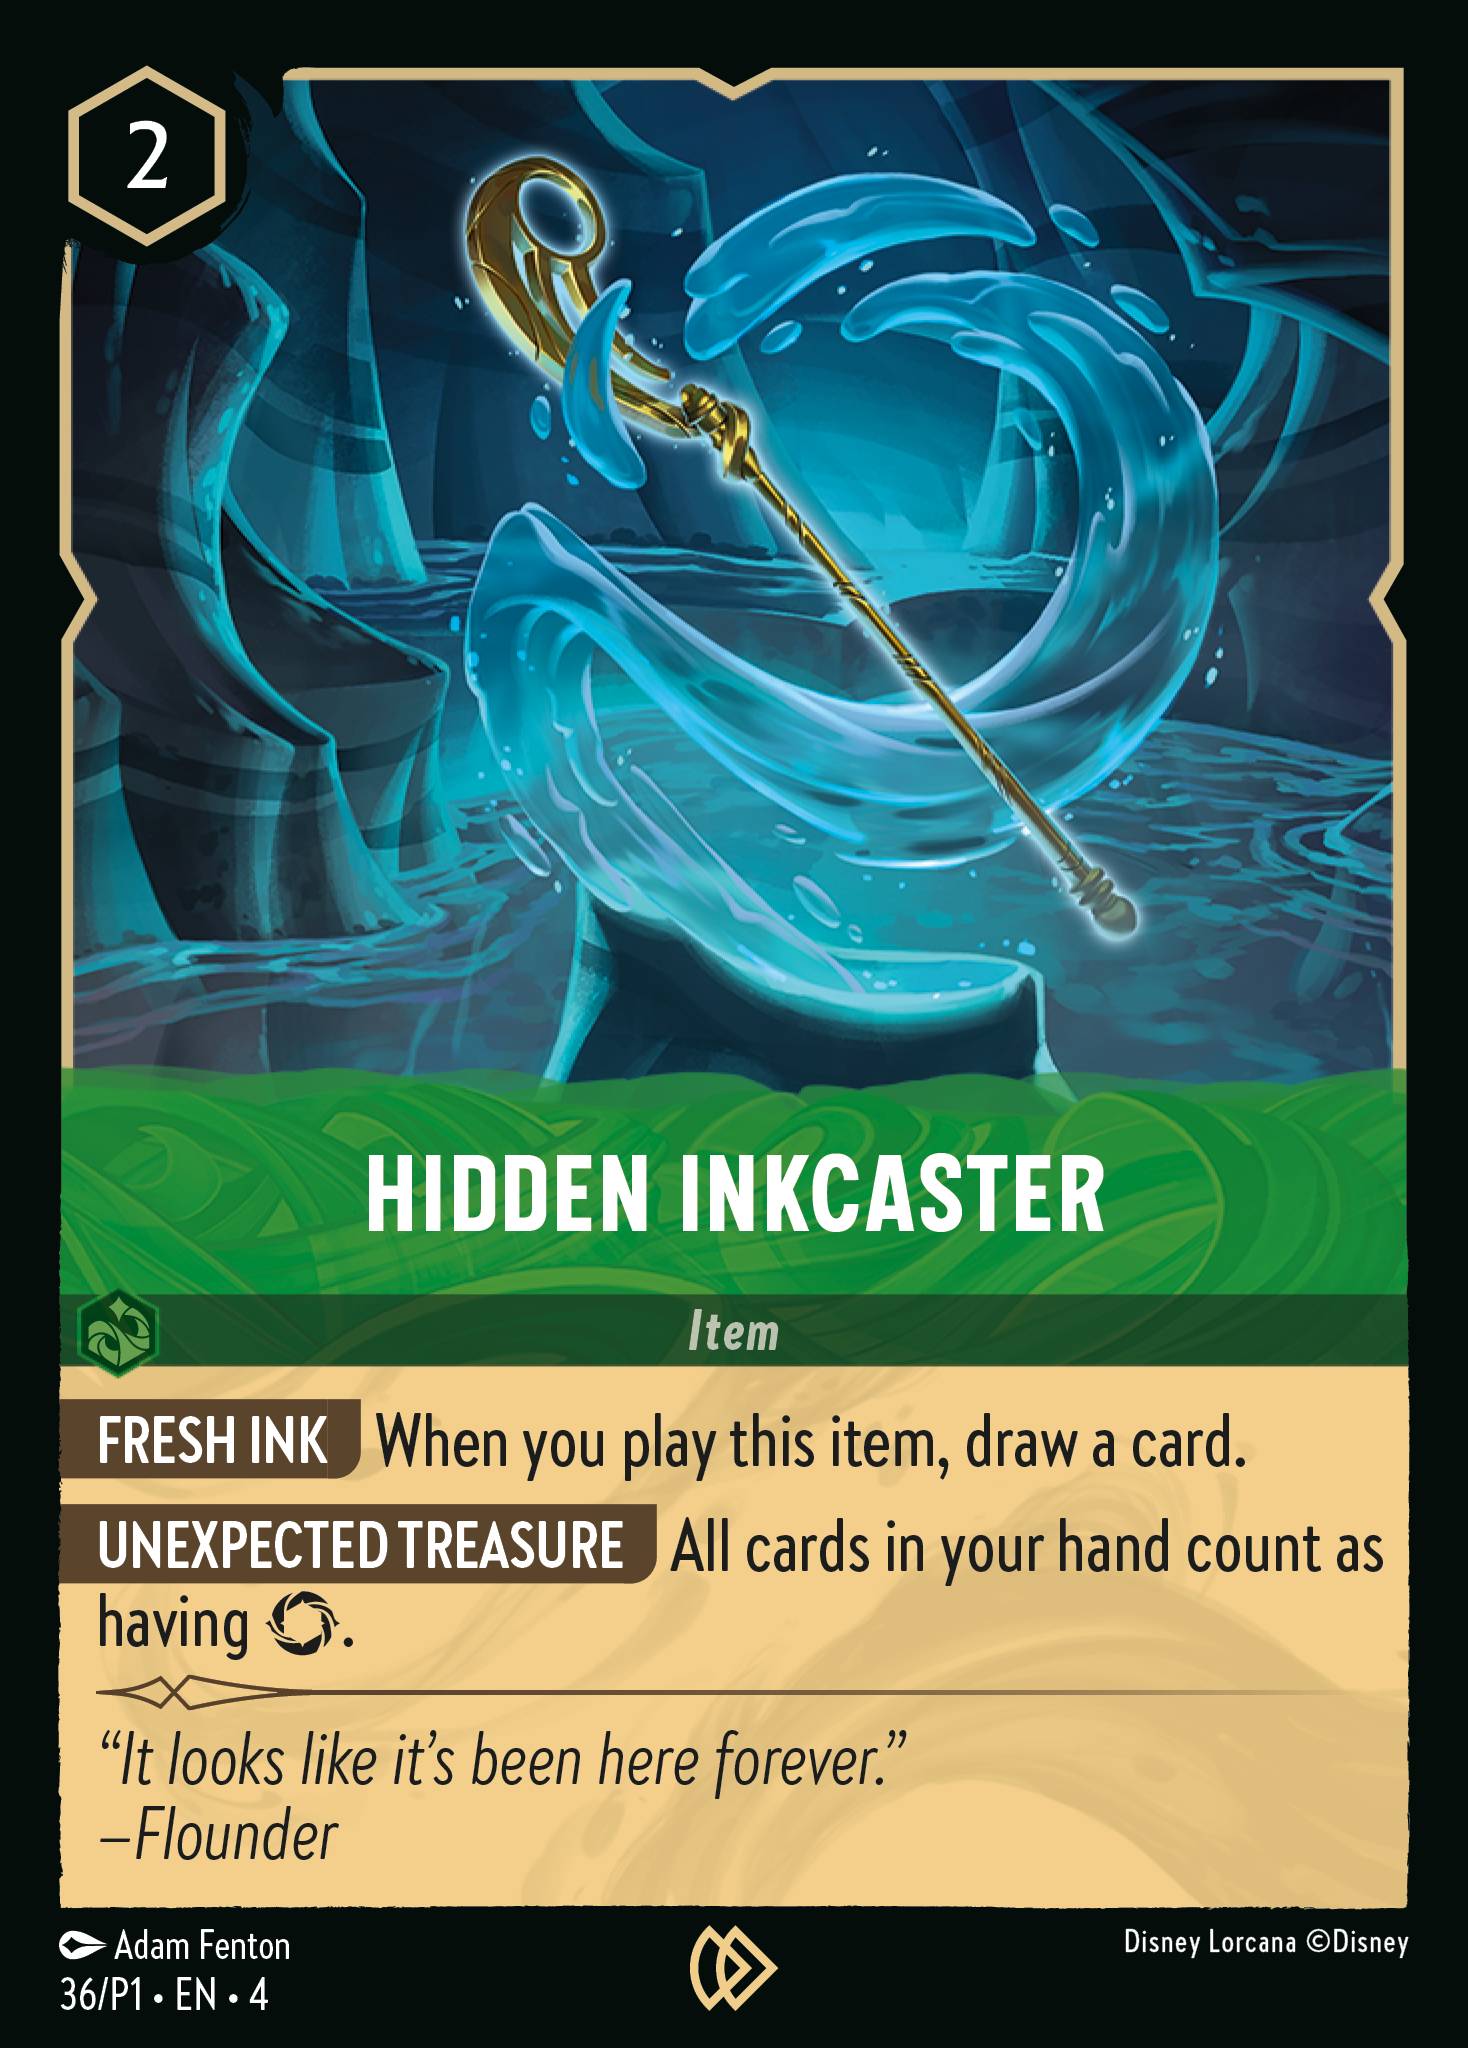 2
HIDDEN INKCASTER
Item
FRESH INK When you play this item, draw a card.
UNEXPECTED TREASURE All cards in your hand count as
having .
“It looks like it’s been here forever.”
–Flounder
Adam Fenton
Disney Lorcana ©Disney
36/P1 • EN • 4